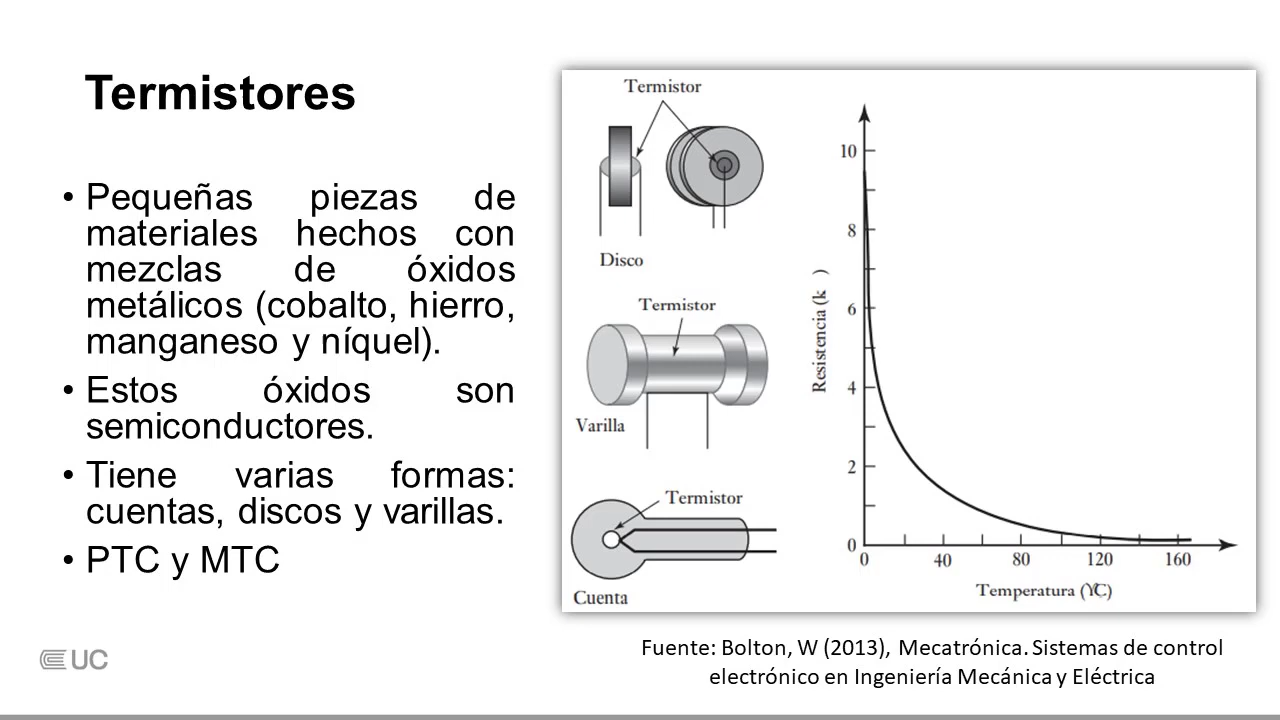 Termistores
• Pequeñas piezas de
materiales hechos con
mezclas de óxidos
metálicos (cobalto, hierro,
manganeso y níquel).
• Estos óxidos son
semiconductores.
• Tiene varias formas:
cuentas, discos y varillas.
• PTC y MTC
UC
Termistor
Disco
Termistor
Varilla
Termistor
Cuenta
Resistencia (k )
10
8
6
4
2
0
0 40 80 120 160
Temperatura (ϒC)
Fuente: Bolton, W (2013), Mecatrónica. Sistemas de control
electrónico en Ingeniería Mecánica y Eléctrica